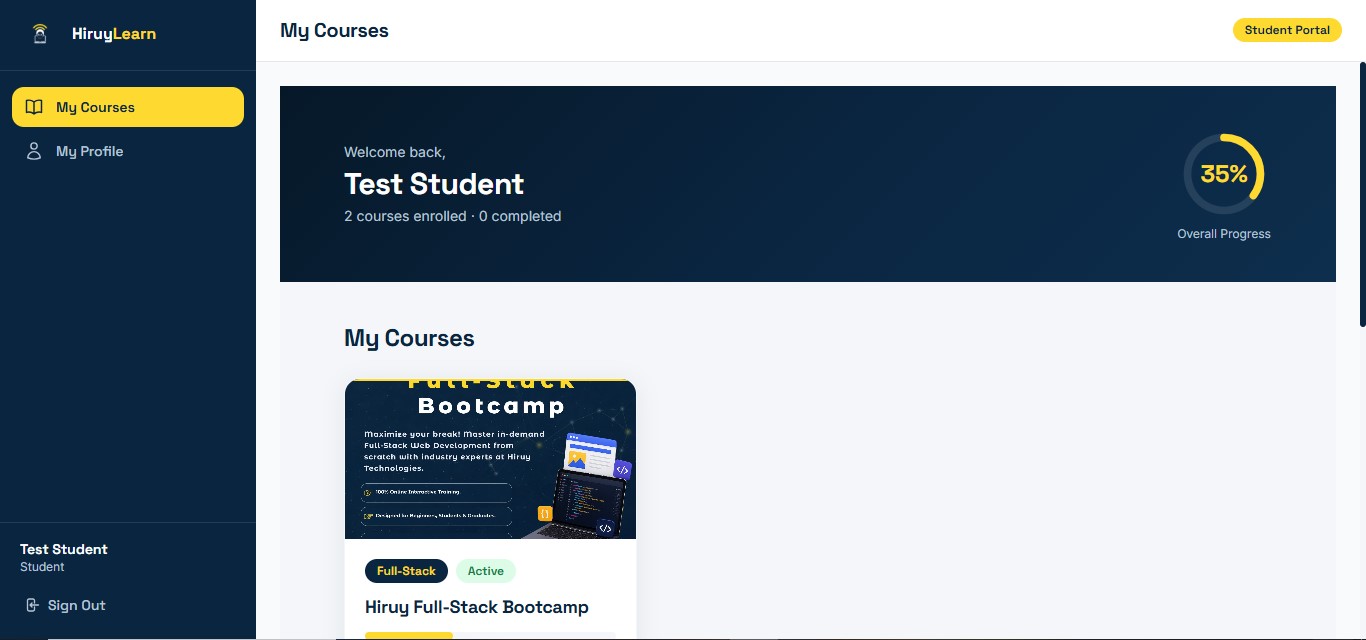 HiruyLearn
My Courses
My Profile
Test Student
Student
Sign Out
My Courses
Student Portal
Welcome back,
Test Student
2 courses enrolled · 0 completed
35%
Overall Progress
My Courses
Full-Stack
Bootcamp
Maximize your break! Master in-demand
Full-Stack Web Development from
scratch with industry experts at Hiruy
Technologies.
100% Online Interactive Training
Designed for Beginners, Students & Graduates
Full-Stack
Active
Hiruy Full-Stack Bootcamp